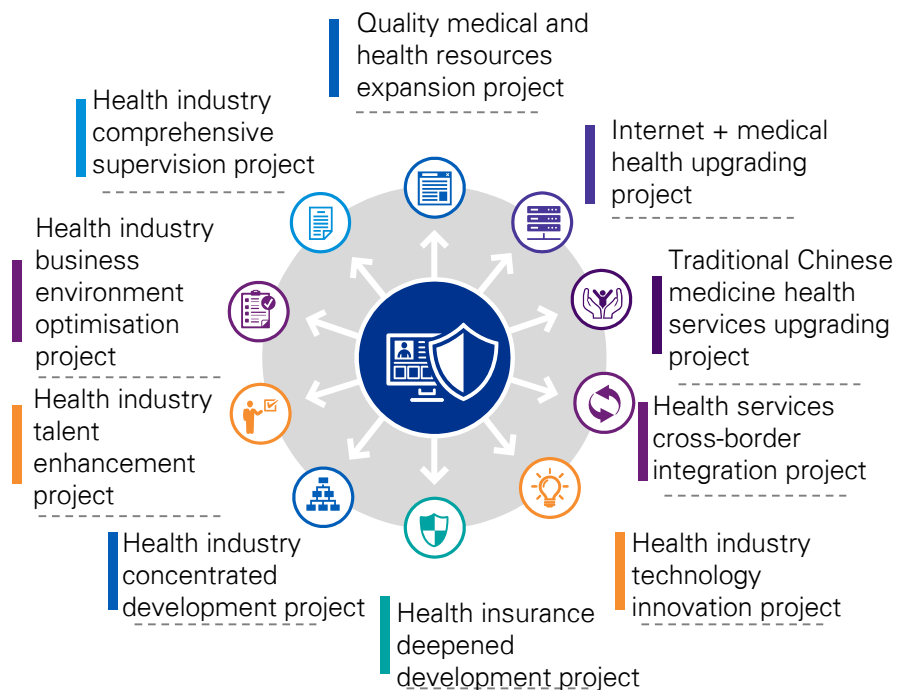 Quality medical and
health resources
expansion project
Internet + medical
health upgrading
project
Traditional Chinese
medicine health
services upgrading
project
Health services
cross-border
integration project
Health industry
technology
innovation project
Health insurance
deepened
development project
Health industry
concentrated
development project
Health industry
talent
enhancement
project
Health industry
business
environment
optimisation
project
Health industry
comprehensive
supervision project